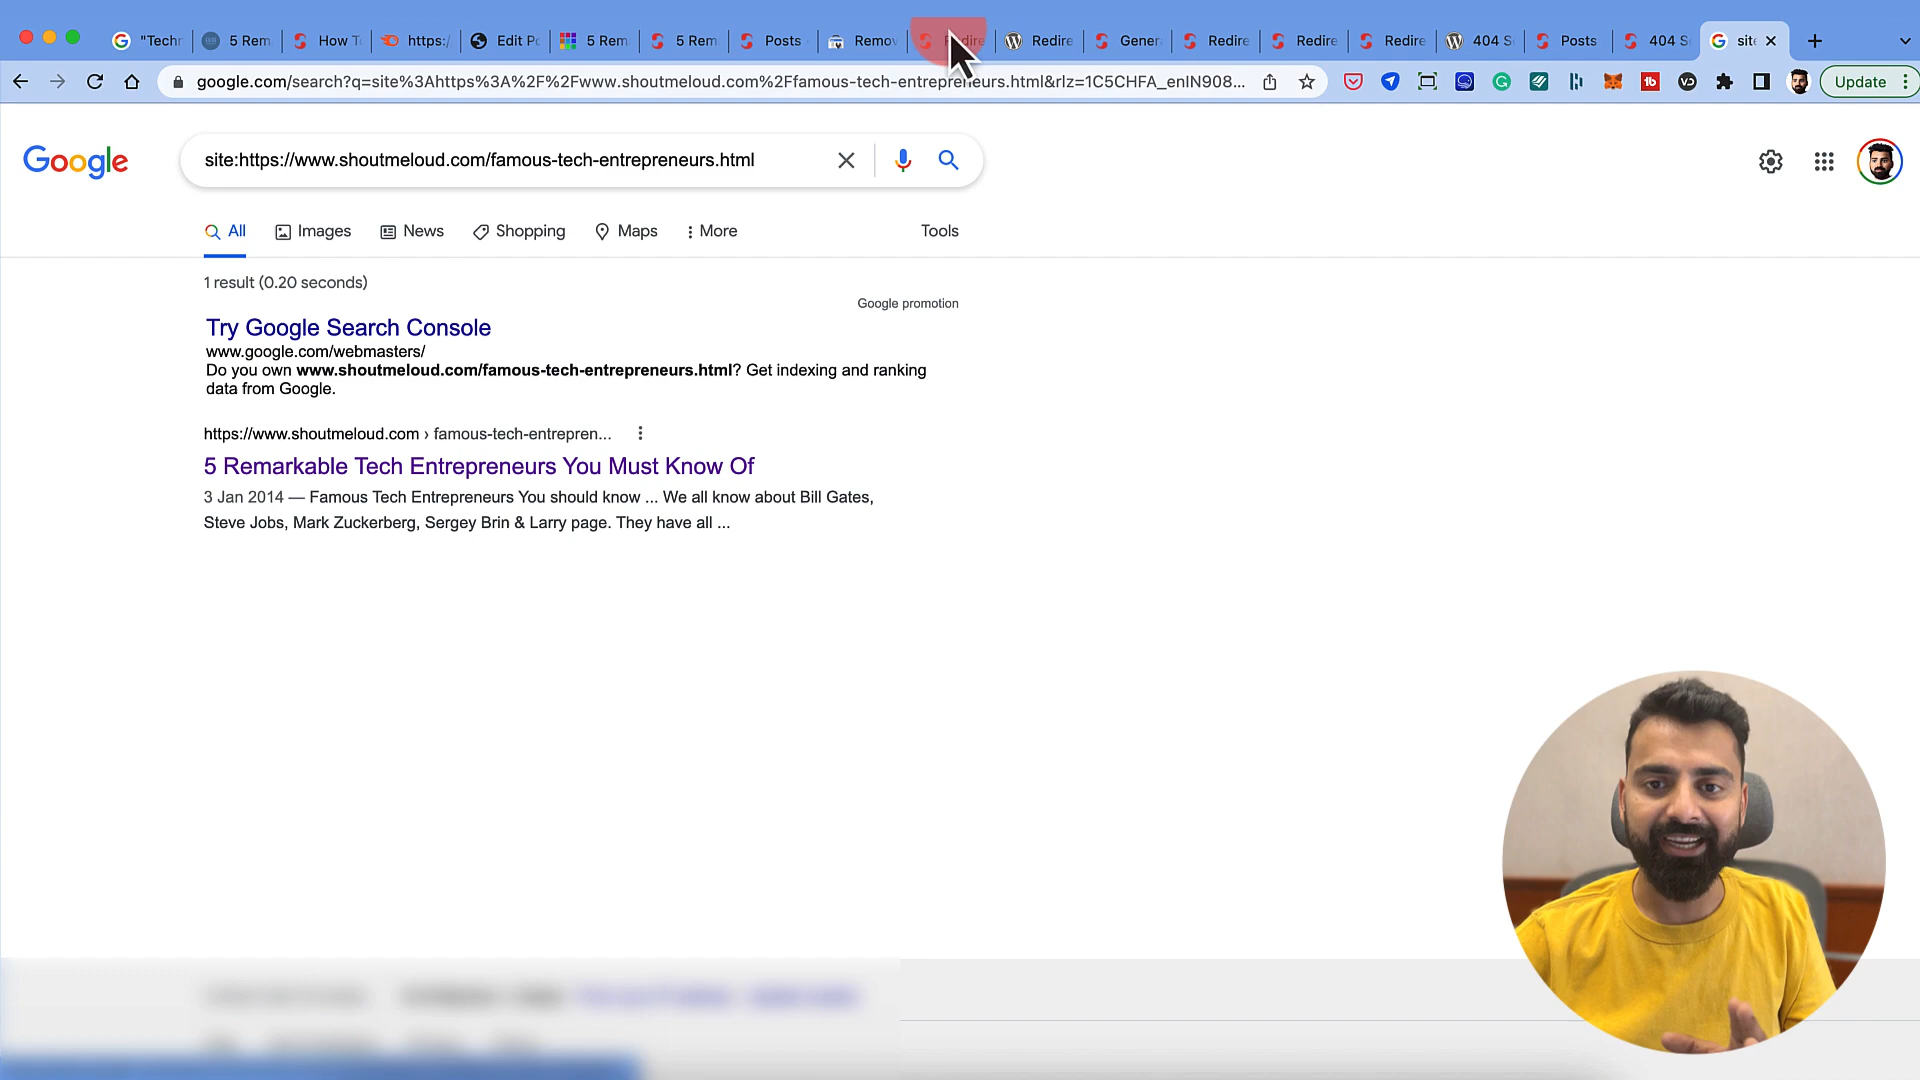 "Techn
5 Rem
How To
https:/
Edit Po
5 Rem
5 Rem
Posts
Remov
Redire
Redire
Gener
Redire
Redire
Redire
404 S
Posts
404 S
site
google.com/search?q=site%3Ahttps%3A%2F%2Fwww.shoutmeloud.com%2Ffamous-tech-entrepreneurs.html&rlz=1C5CHFA_enIN908...
Update
Google
site:https://www.shoutmeloud.com/famous-tech-entrepreneurs.html
All
Images
News
Shopping
Maps
More
Tools
1 result (0.20 seconds)
Google promotion
Try Google Search Console
www.google.com/webmasters/
Do you own www.shoutmeloud.com/famous-tech-entrepreneurs.html? Get indexing and ranking
data from Google.
https://www.shoutmeloud.com › famous-tech-entrepren...
5 Remarkable Tech Entrepreneurs You Must Know Of
3 Jan 2014 — Famous Tech Entrepreneurs You should know ... We all know about Bill Gates,
Steve Jobs, Mark Zuckerberg, Sergey Brin & Larry page. They have all ...